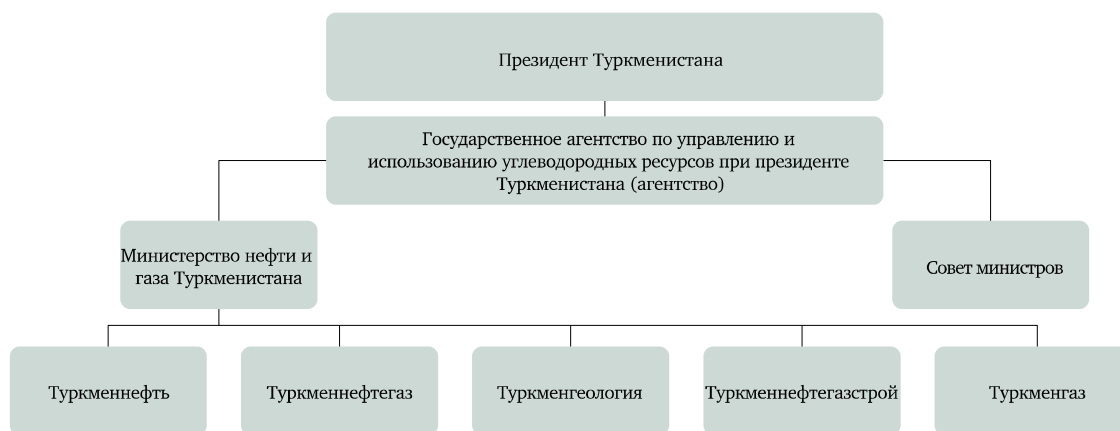 Президент Туркменистана
Государственное агентство по управлению и
использованию углеводородных ресурсов при президенте
Туркменистана (агентство)
Министерство нефти и
газа Туркменистана
Совет министров
Туркменнефть
Туркменнефтегаз
Туркменгеология
Туркменнефтегазстрой
Туркменгаз